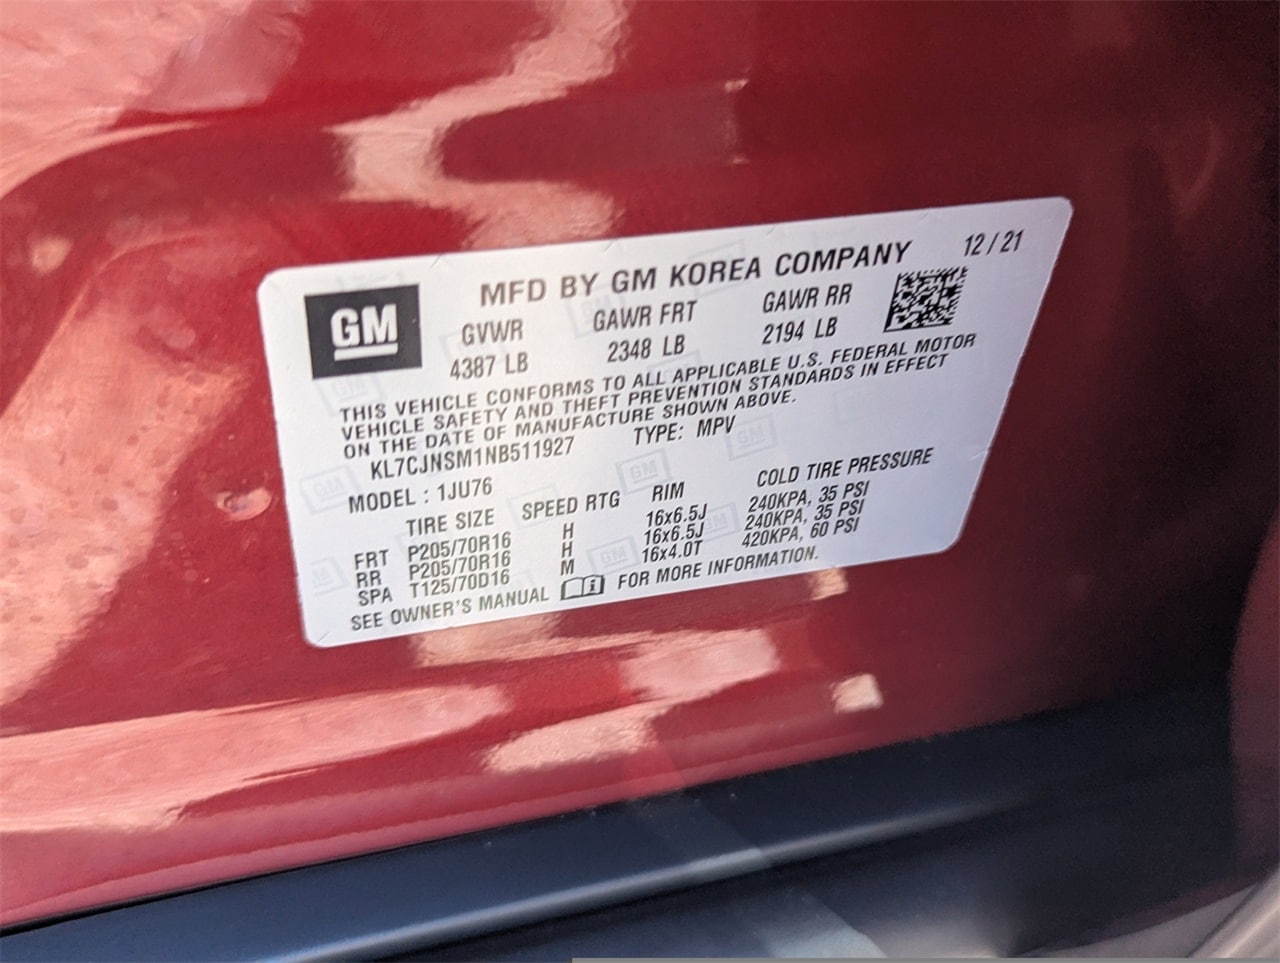 GM
MFD BY GM KOREA COMPANY 12/21
GVWR GAWR FRT GAWR RR
4387 LB 2348 LB 2194 LB
THIS VEHICLE CONFORMS TO ALL APPLICABLE U.S. FEDERAL MOTOR
VEHICLE SAFETY AND THEFT PREVENTION STANDARDS IN EFFECT
ON THE DATE OF MANUFACTURE SHOWN ABOVE.
KL7CJNSM1NB511927 TYPE: MPV
MODEL : 1JU76
TIRE SIZE SPEED RTG RIM COLD TIRE PRESSURE
FRT P205/70R16 H 16x6.5J 240KPA, 35 PSI
RR P205/70R16 H 16x6.5J 240KPA, 35 PSI
SPA T125/70D16 M 16x4.0T 420KPA, 60 PSI
SEE OWNER'S MANUAL i FOR MORE INFORMATION.